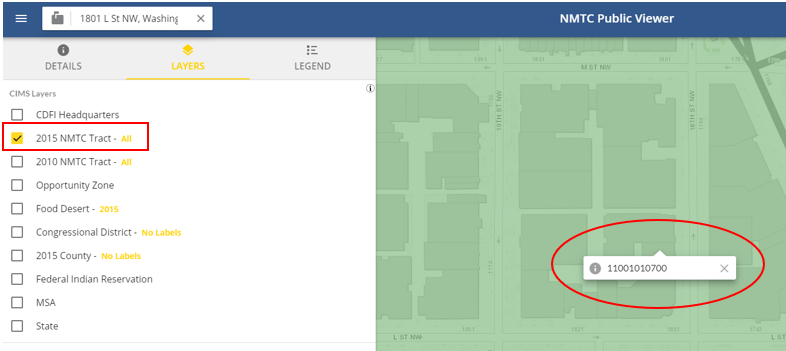 1801 L St NW, Washing
NMTC Public Viewer
DETAILS
LAYERS
LEGEND
CIMS Layers
CDFI Headquarters
2015 NMTC Tract - All
2010 NMTC Tract - All
Opportunity Zone
Food Desert - 2015
Congressional District - No Labels
2015 County - No Labels
Federal Indian Reservation
MSA
State
M ST NW
19TH ST NW
18TH ST NW
11001010700
L ST NW